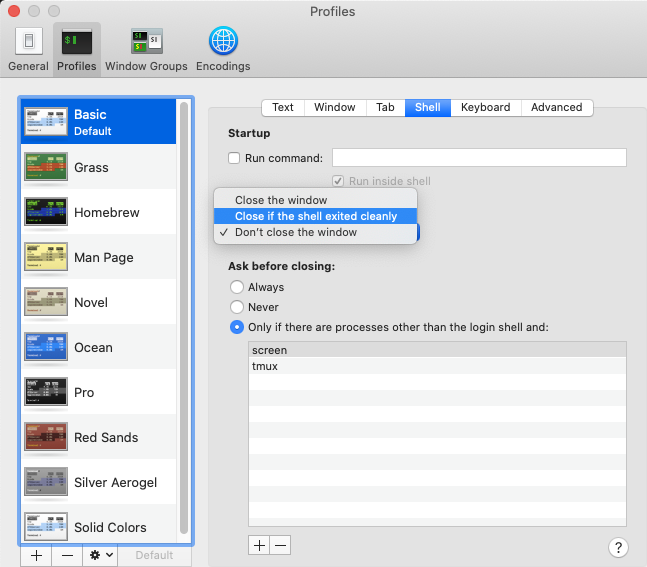 Profiles
General
Profiles
Window Groups
Encodings
Basic
Default
Grass
Homebrew
Man Page
Novel
Ocean
Pro
Red Sands
Silver Aerogel
Solid Colors
Default
Text
Window
Tab
Shell
Keyboard
Advanced
Startup
Run command:
Run inside shell
Close the window
Close if the shell exited cleanly
✓ Don't close the window
Ask before closing:
Always
Never
Only if there are processes other than the login shell and:
screen
tmux
?